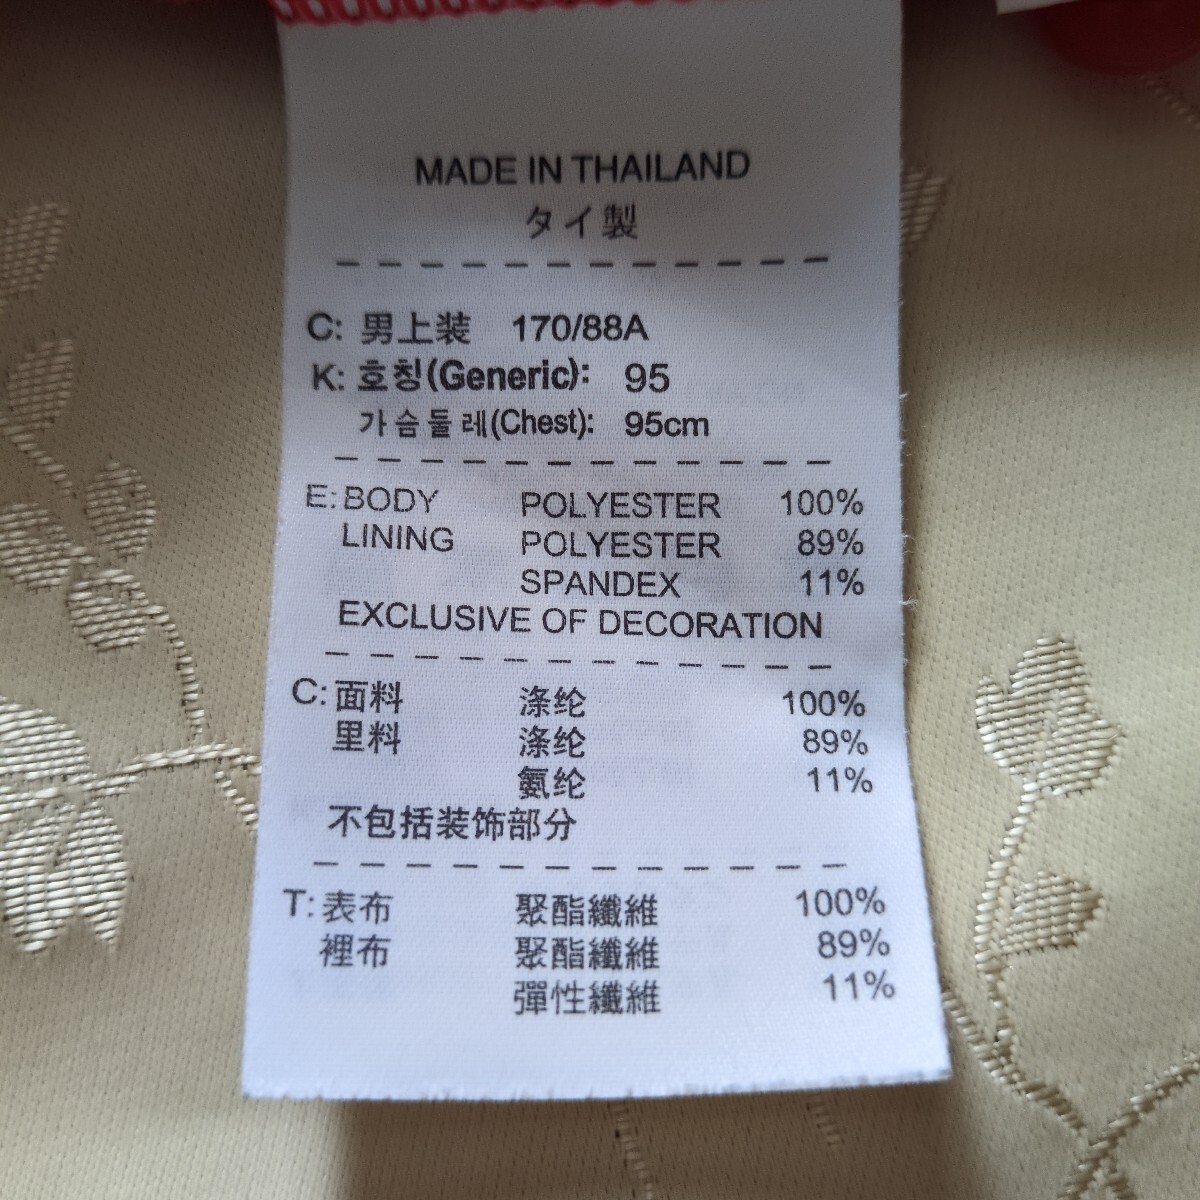 MADE IN THAILAND
タイ製
C: 男上装 170/88A
K: 호칭(Generic): 95
가슴둘레(Chest): 95cm
E: BODY POLYESTER 100%
LINING POLYESTER 89%
SPANDEX 11%
EXCLUSIVE OF DECORATION
C: 面料 涤纶 100%
里料 涤纶 89%
氨纶 11%
不包括装饰部分
T: 表布 聚酯纖維 100%
裡布 聚酯纖維 89%
彈性纖維 11%